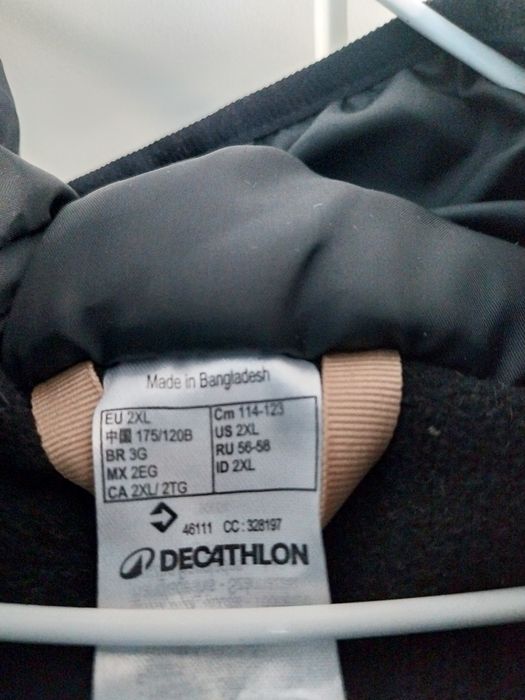 Made in Bangladesh
EU 2XL
中国 175/120B
BR 3G
MX 2EG
CA 2XL/ 2TG
Cm 114-123
US 2XL
RU 56-58
ID 2XL
46111 CC: 328197
DECATHLON